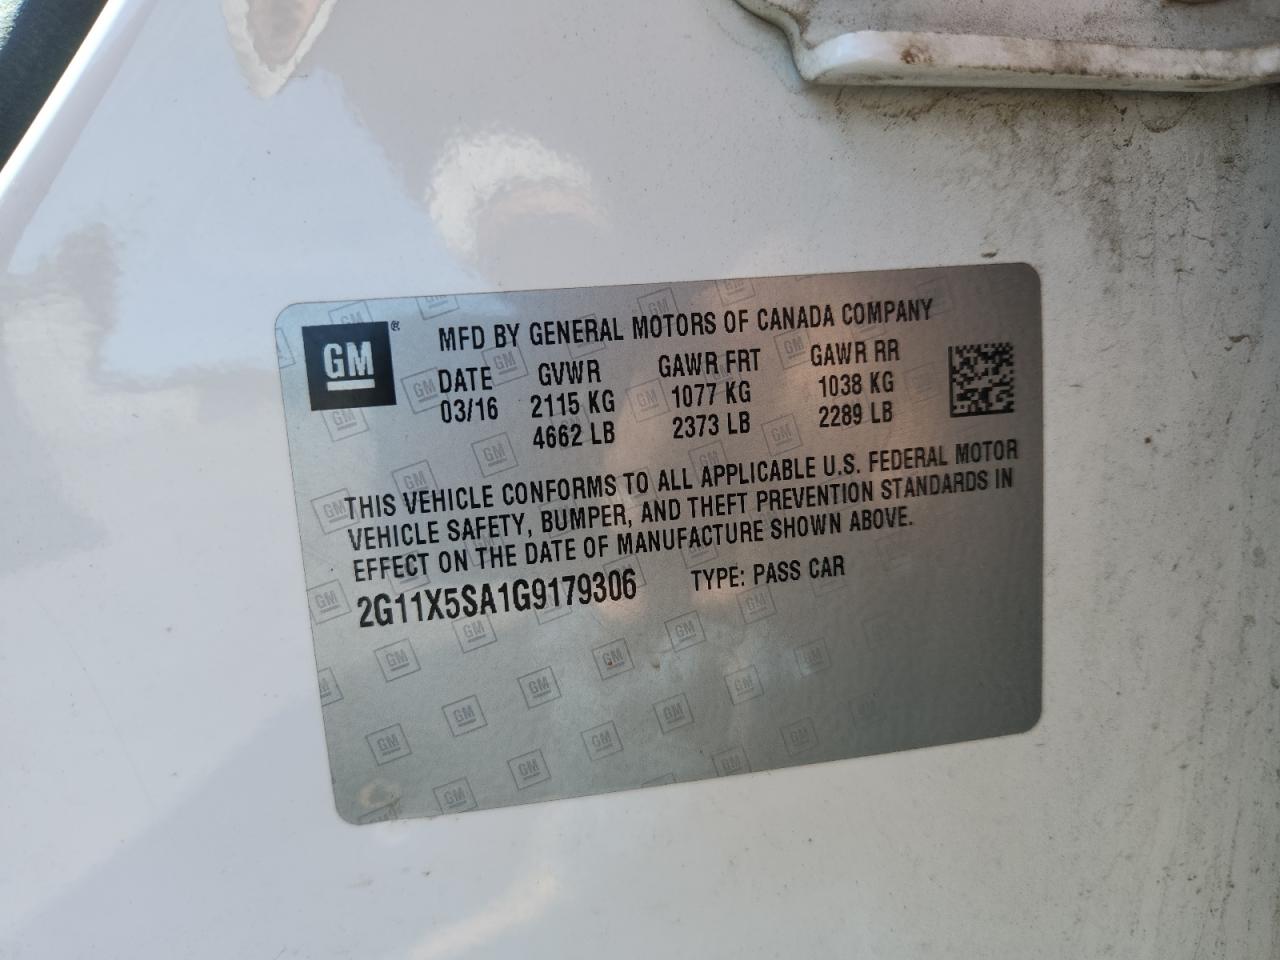 GM ®
MFD BY GENERAL MOTORS OF CANADA COMPANY
DATE GVWR GAWR FRT GAWR RR
03/16 2115 KG 1077 KG 1038 KG
4662 LB 2373 LB 2289 LB
THIS VEHICLE CONFORMS TO ALL APPLICABLE U.S. FEDERAL MOTOR
VEHICLE SAFETY, BUMPER, AND THEFT PREVENTION STANDARDS IN
EFFECT ON THE DATE OF MANUFACTURE SHOWN ABOVE.
2G11X5SA1G9179306 TYPE: PASS CAR